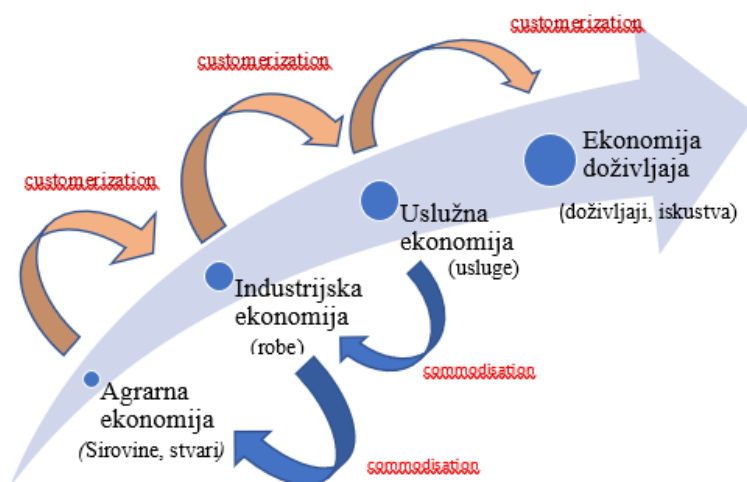 customerization
customerization
customerization
Ekonomija
doživljaja
(doživljaji, iskustva)
Uslužna
ekonomija
(usluge)
Industrijska
ekonomija
(robe)
commodisation
Agrarna
ekonomija
(Sirovine, stvari)
commodisation